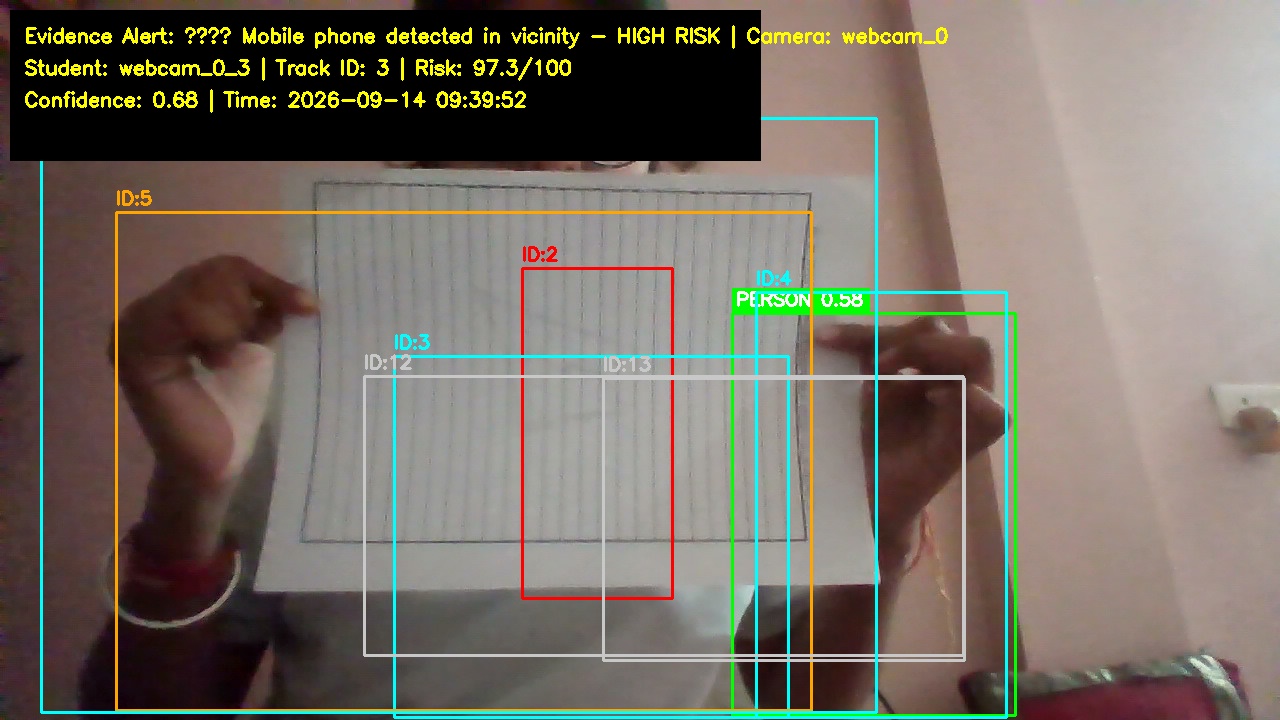 Evidence Alert: ???? Mobile phone detected in vicinity - HIGH RISK | Camera: webcam_0
Student: webcam_0_3 | Track ID: 3 | Risk: 97.3/100
Confidence: 0.68 | Time: 2026-09-14 09:39:52
ID:5
ID:2
ID:4
PERSON 0.58
ID:3
ID:12
ID:13